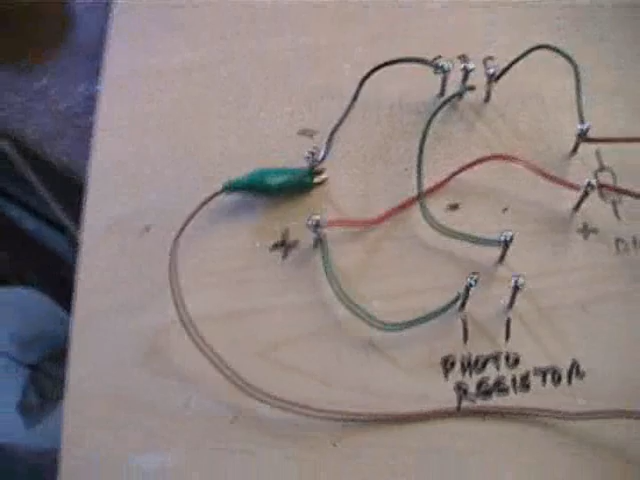 -
+
-
+
PHOTO
RESISTOR